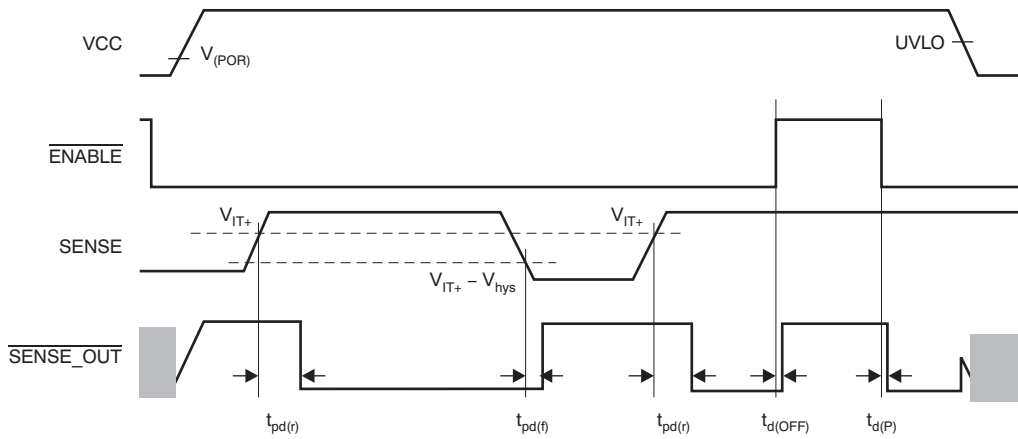 VCC
V(POR)
UVLO
ENABLE
SENSE
VIT+
VIT+
VIT+ – Vhys
SENSE_OUT
tpd(r)
tpd(f)
tpd(r)
td(OFF)
td(P)